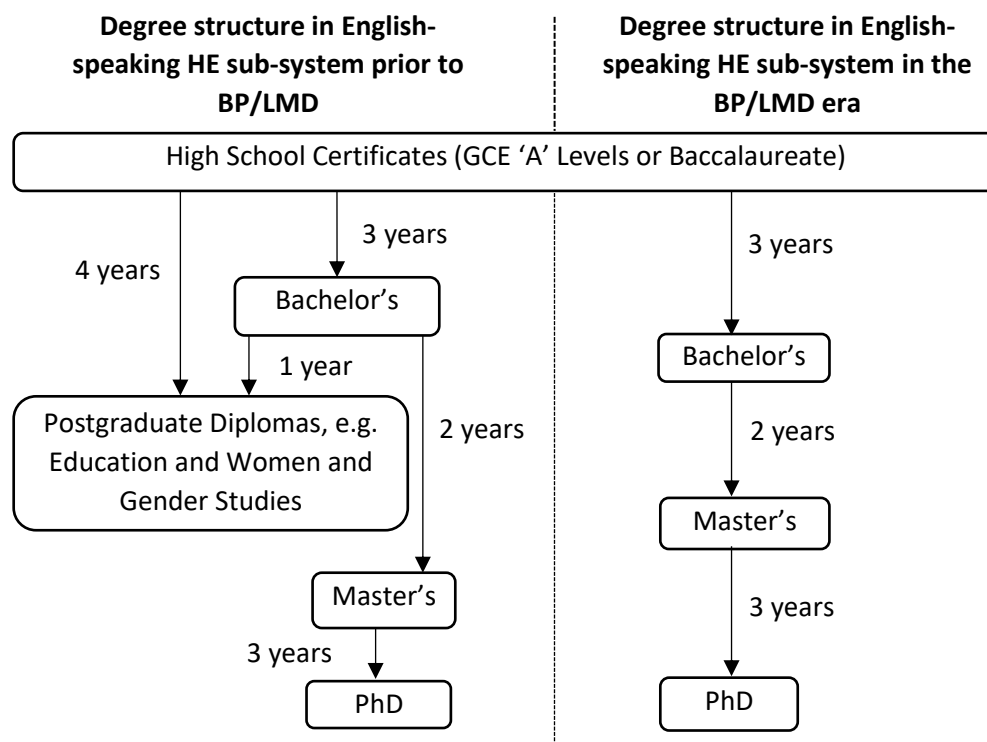 Degree structure in English-
speaking HE sub-system prior to
BP/LMD
Degree structure in English-
speaking HE sub-system in the
BP/LMD era
High School Certificates (GCE ‘A’ Levels or Baccalaureate)
3 years
4 years
Bachelor’s
1 year
2 years
Postgraduate Diplomas, e.g.
Education and Women and
Gender Studies
Master’s
3 years
PhD
3 years
Bachelor’s
2 years
Master’s
3 years
PhD